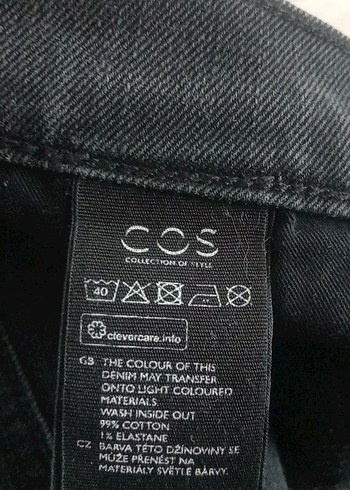 COS
COLLECTION OF STYLE
40
clevercare.info
GB THE COLOUR OF THIS
DENIM MAY TRANSFER
ONTO LIGHT COLOURED
MATERIALS.
WASH INSIDE OUT
99% COTTON
1% ELASTANE
CZ BARVA TÉTO DŽÍNOVINY SE
MŮŽE PŘENÉST NA
MATERIÁLY SVĚTLÉ BARVY.